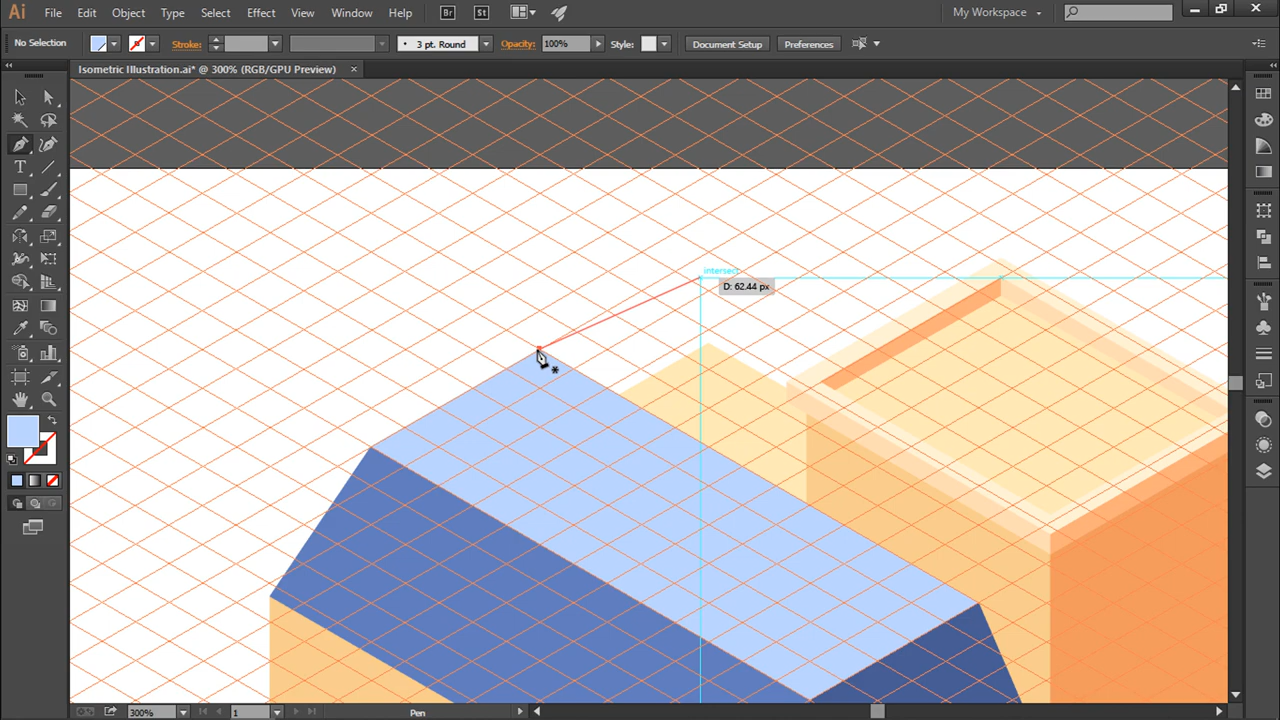 Ai File Edit Object Type Select Effect View Window Help Br St My Workspace
No Selection Stroke: 3 pt. Round Opacity: 100% Style: Document Setup Preferences
Isometric Illustration.ai* @ 300% (RGB/GPU Preview)
intersect
D: 62.44 px
300% 1 Pen